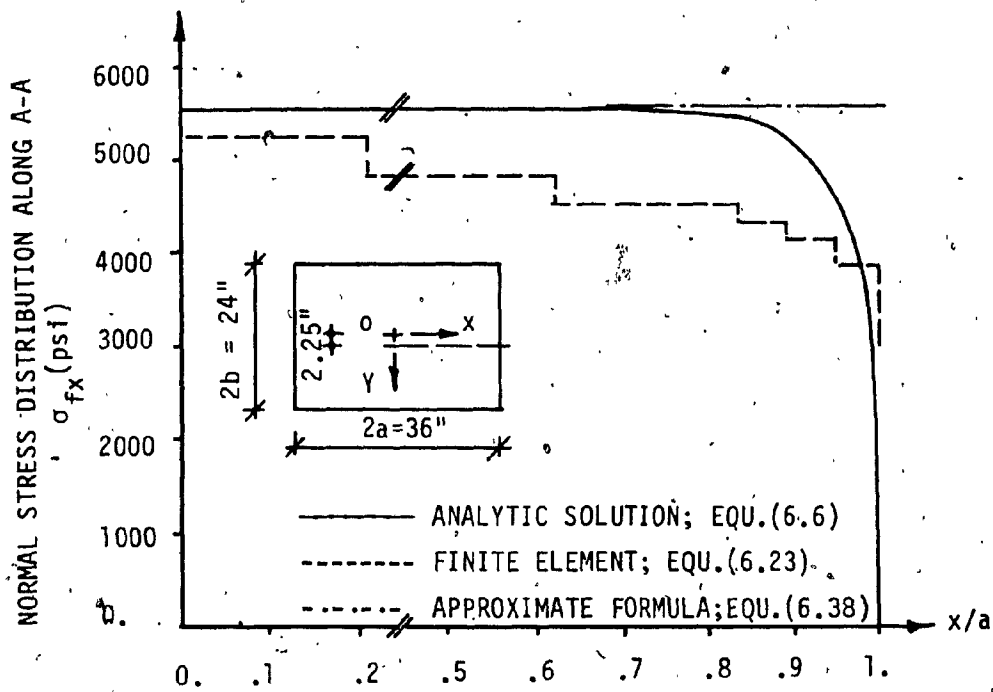 NORMAL STRESS DISTRIBUTION ALONG A-A
σfx(psi)
6000
5000
4000
3000
2000
1000
0.
2b = 24"
2.25"
O
X
Y
2a=36"
ANALYTIC SOLUTION; EQU.(6.6)
FINITE ELEMENT; EQU.(6.23)
APPROXIMATE FORMULA;EQU.(6.38)
x/a
0. .1 .2 .5 .6 .7 .8 .9 1.